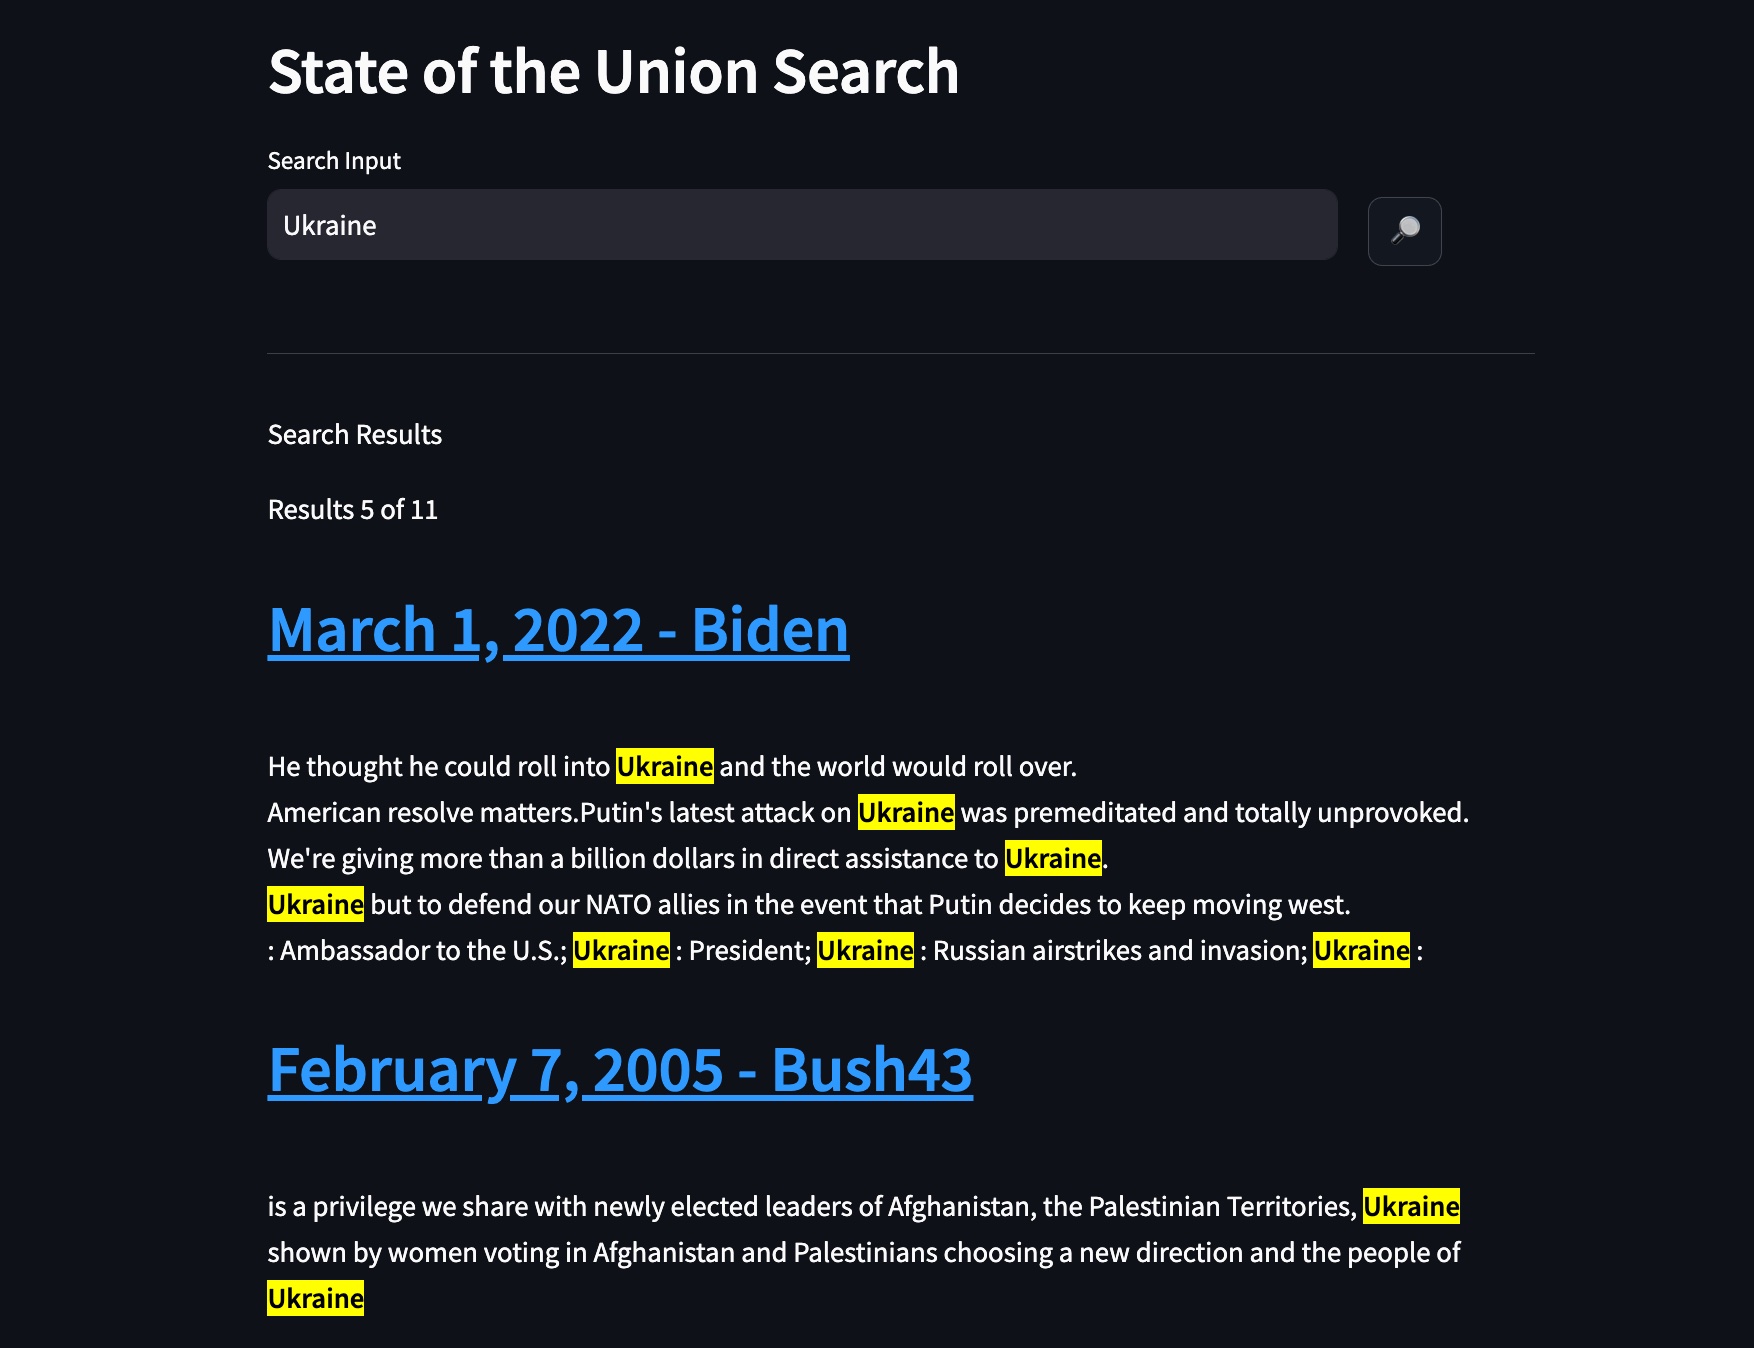 State of the Union Search
Search Input
Ukraine
Search Results
Results 5 of 11
March 1, 2022 - Biden
He thought he could roll into Ukraine and the world would roll over.
American resolve matters.Putin's latest attack on Ukraine was premeditated and totally unprovoked.
We're giving more than a billion dollars in direct assistance to Ukraine.
Ukraine but to defend our NATO allies in the event that Putin decides to keep moving west.
: Ambassador to the U.S.; Ukraine : President; Ukraine : Russian airstrikes and invasion; Ukraine :
February 7, 2005 - Bush43
is a privilege we share with newly elected leaders of Afghanistan, the Palestinian Territories, Ukraine
shown by women voting in Afghanistan and Palestinians choosing a new direction and the people of
Ukraine